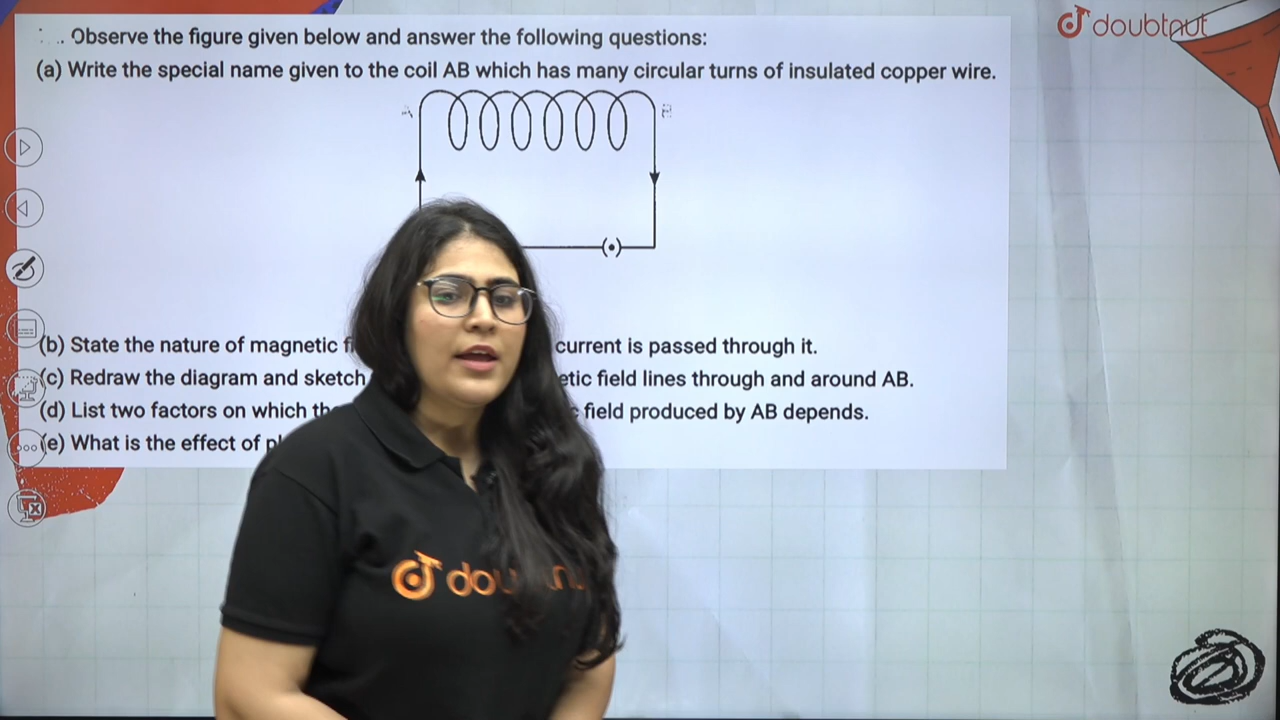 doubtnut
Observe the figure given below and answer the following questions:
(a) Write the special name given to the coil AB which has many circular turns of insulated copper wire.
A B
(b) State the nature of magnetic current is passed through it.
(c) Redraw the diagram and sketch field lines through and around AB.
(d) List two factors on which field produced by AB depends.
(e) What is the effect of